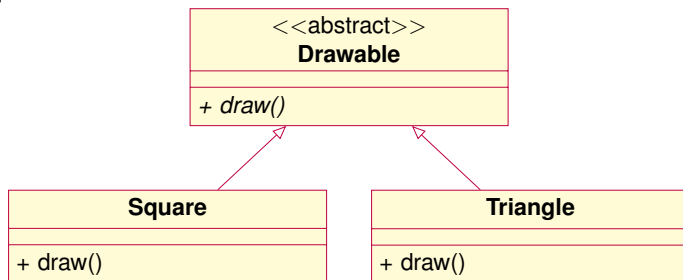 <<abstract>>
Drawable
+ draw()
Square
+ draw()
Triangle
+ draw()